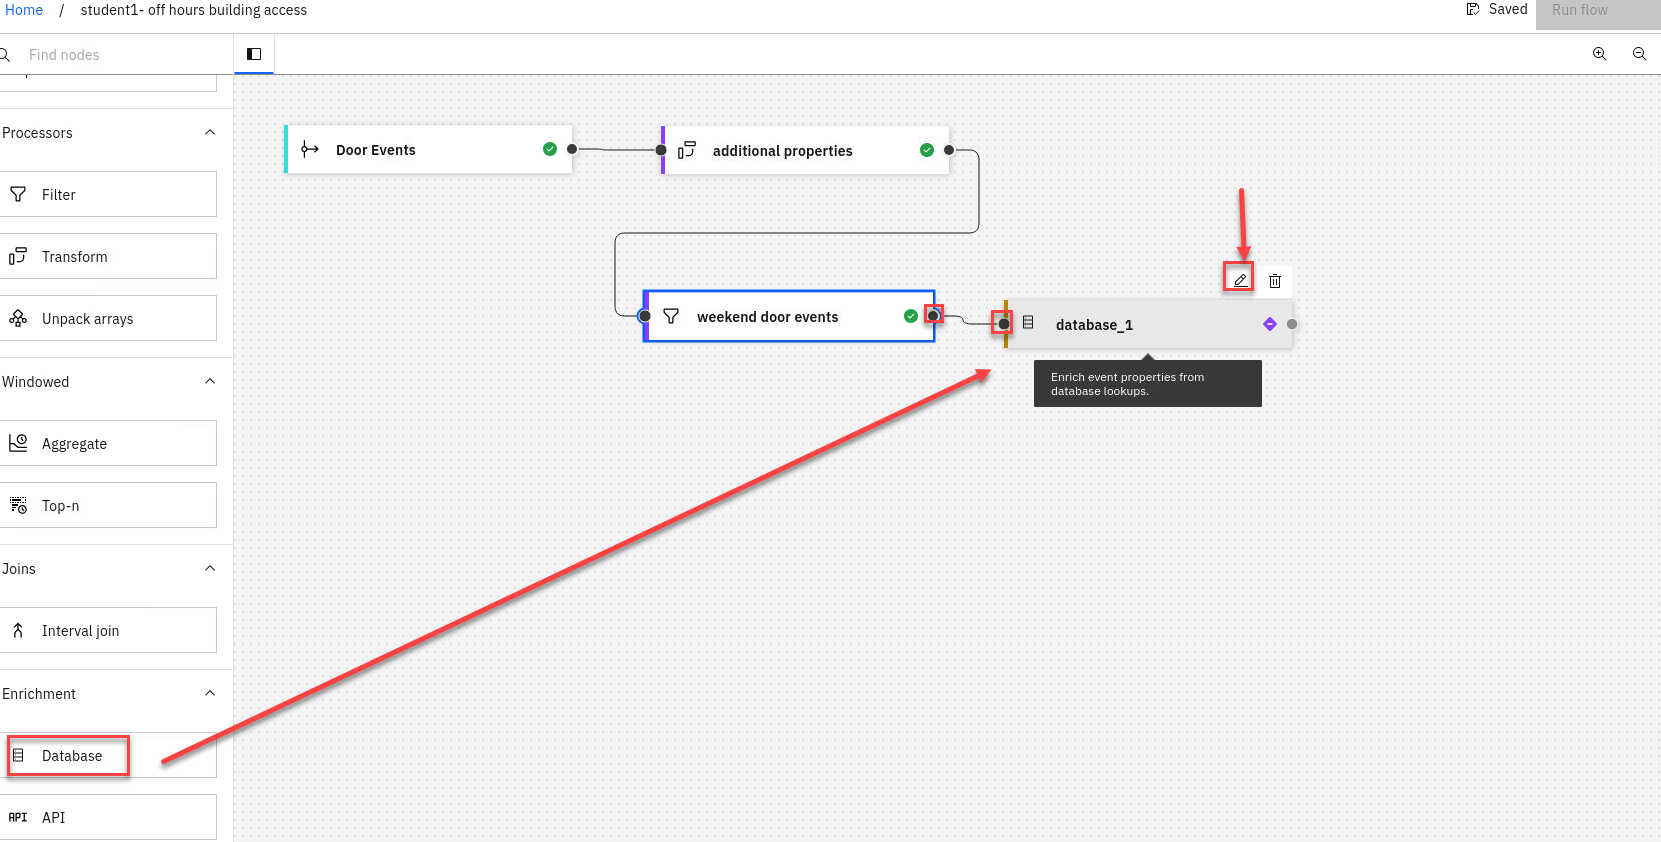 Home / student1- off hours building access
Saved
Run flow
Find nodes
Processors
Filter
Transform
Unpack arrays
Windowed
Aggregate
Top-n
Joins
Interval join
Enrichment
Database
API API
Door Events
additional properties
weekend door events
database_1
Enrich event properties from
database lookups.